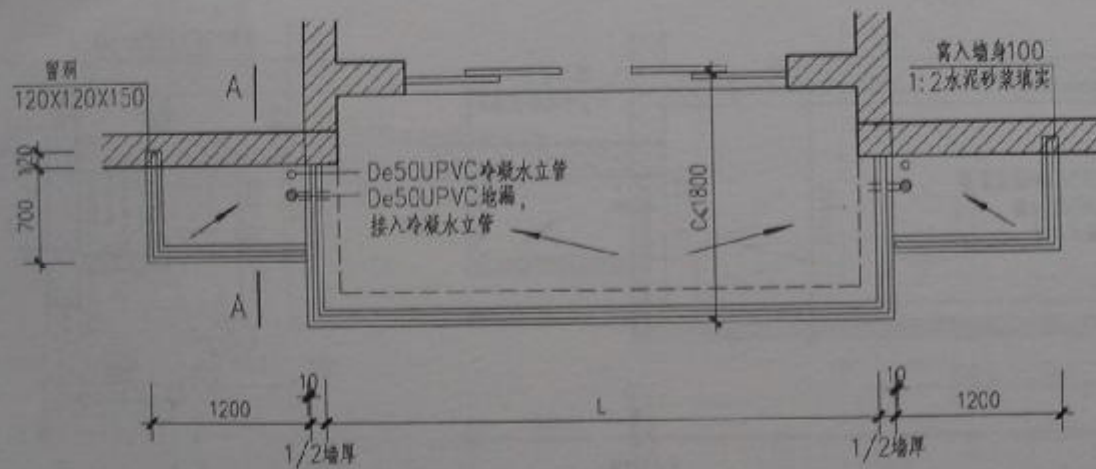 留洞
120X120X150
A
窝入墙身100
1:2水泥砂浆填实
120
700
De50UPVC冷凝水立管
De50UPVC地漏,
接入冷凝水立管
C≤1800
A
10
10
1200
L
1200
1/2墙厚
1/2墙厚